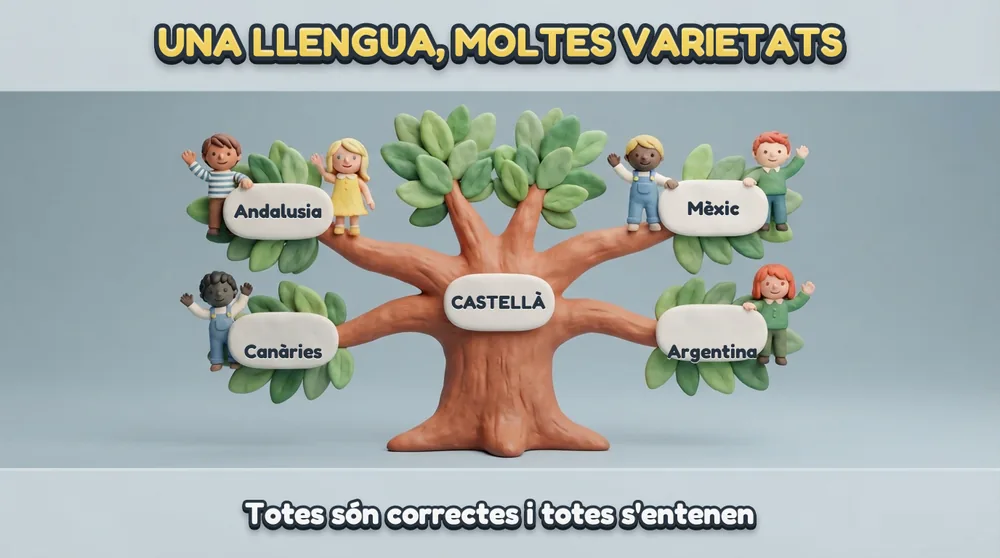 UNA LLENGUA, MOLTES VARIETATS
Andalusia
Mèxic
CASTELLÀ
Canàries
Argentina
Totes són correctes i totes s'entenen